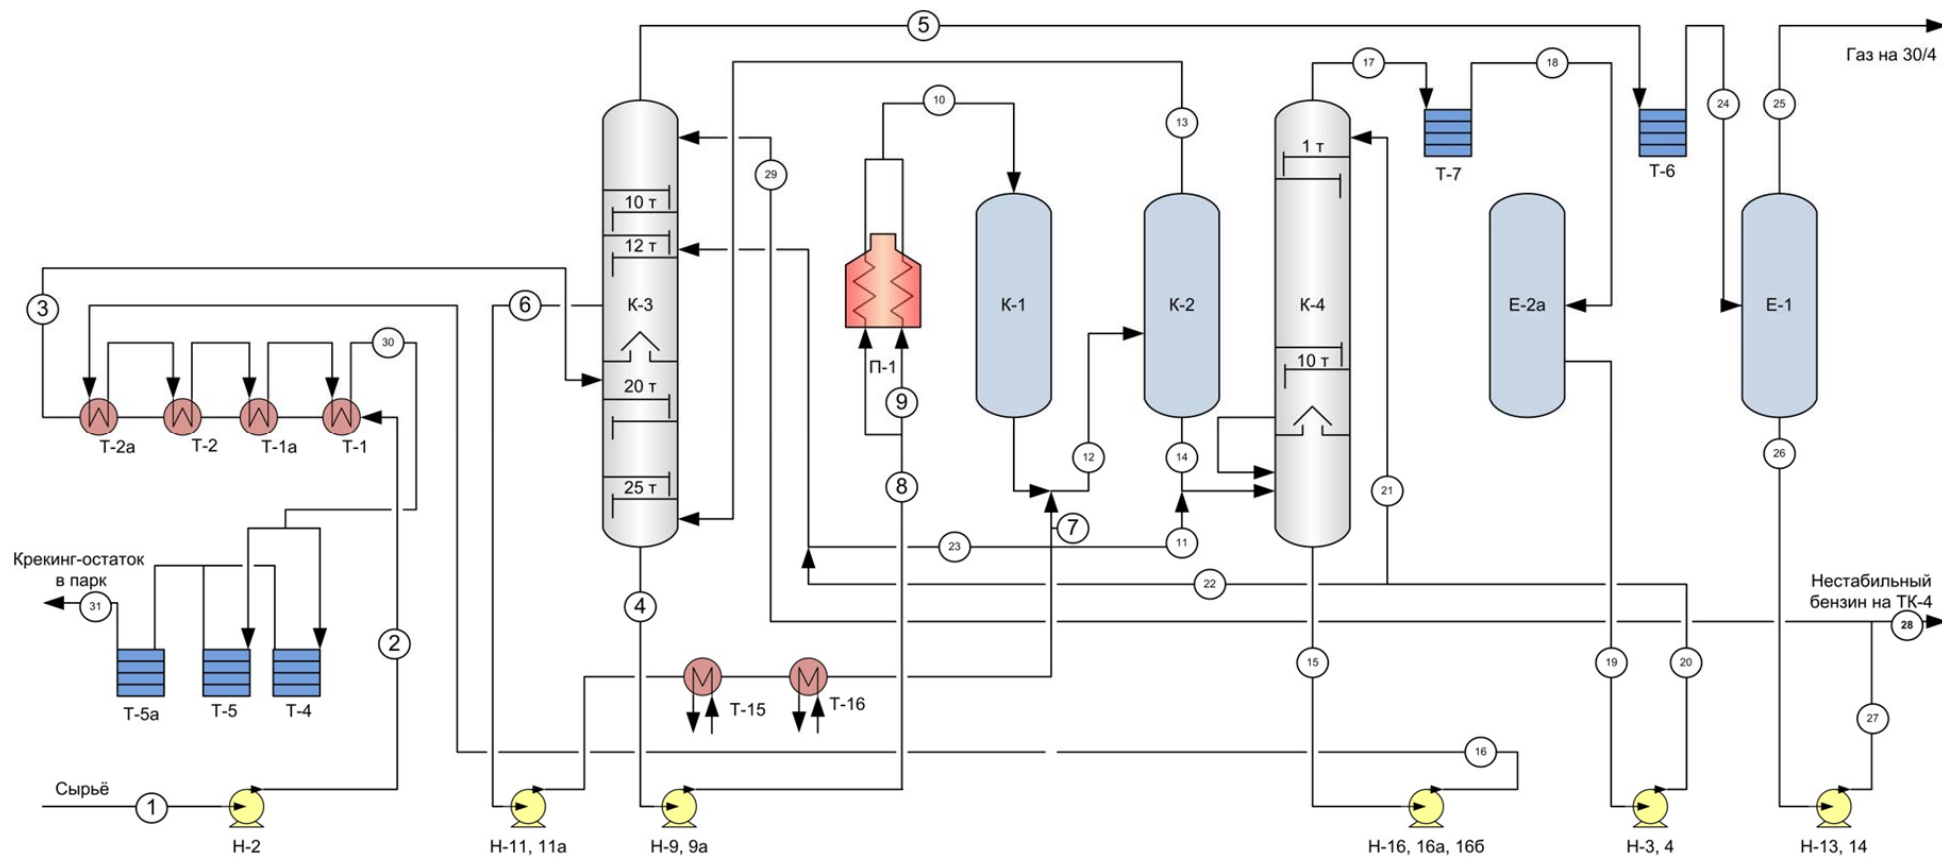 5
Газ на 30/4
17
18
10
24
25
13
1 т
Т-7
Т-6
29
10 т
12 т
3
6
К-3
К-1
К-2
К-4
Е-2а
Е-1
30
П-1
10 т
20 т
9
Т-2а
Т-2
Т-1а
Т-1
12
14
26
25 т
8
21
7
23
11
Крекинг-остаток
в парк
22
Нестабильный
бензин на ТК-4
31
4
28
2
15
19
20
Т-5а
Т-5
Т-4
Т-15
Т-16
27
16
Сырьё
1
Н-2
Н-11, 11а
Н-9, 9а
Н-16, 16а, 16б
Н-3, 4
Н-13, 14